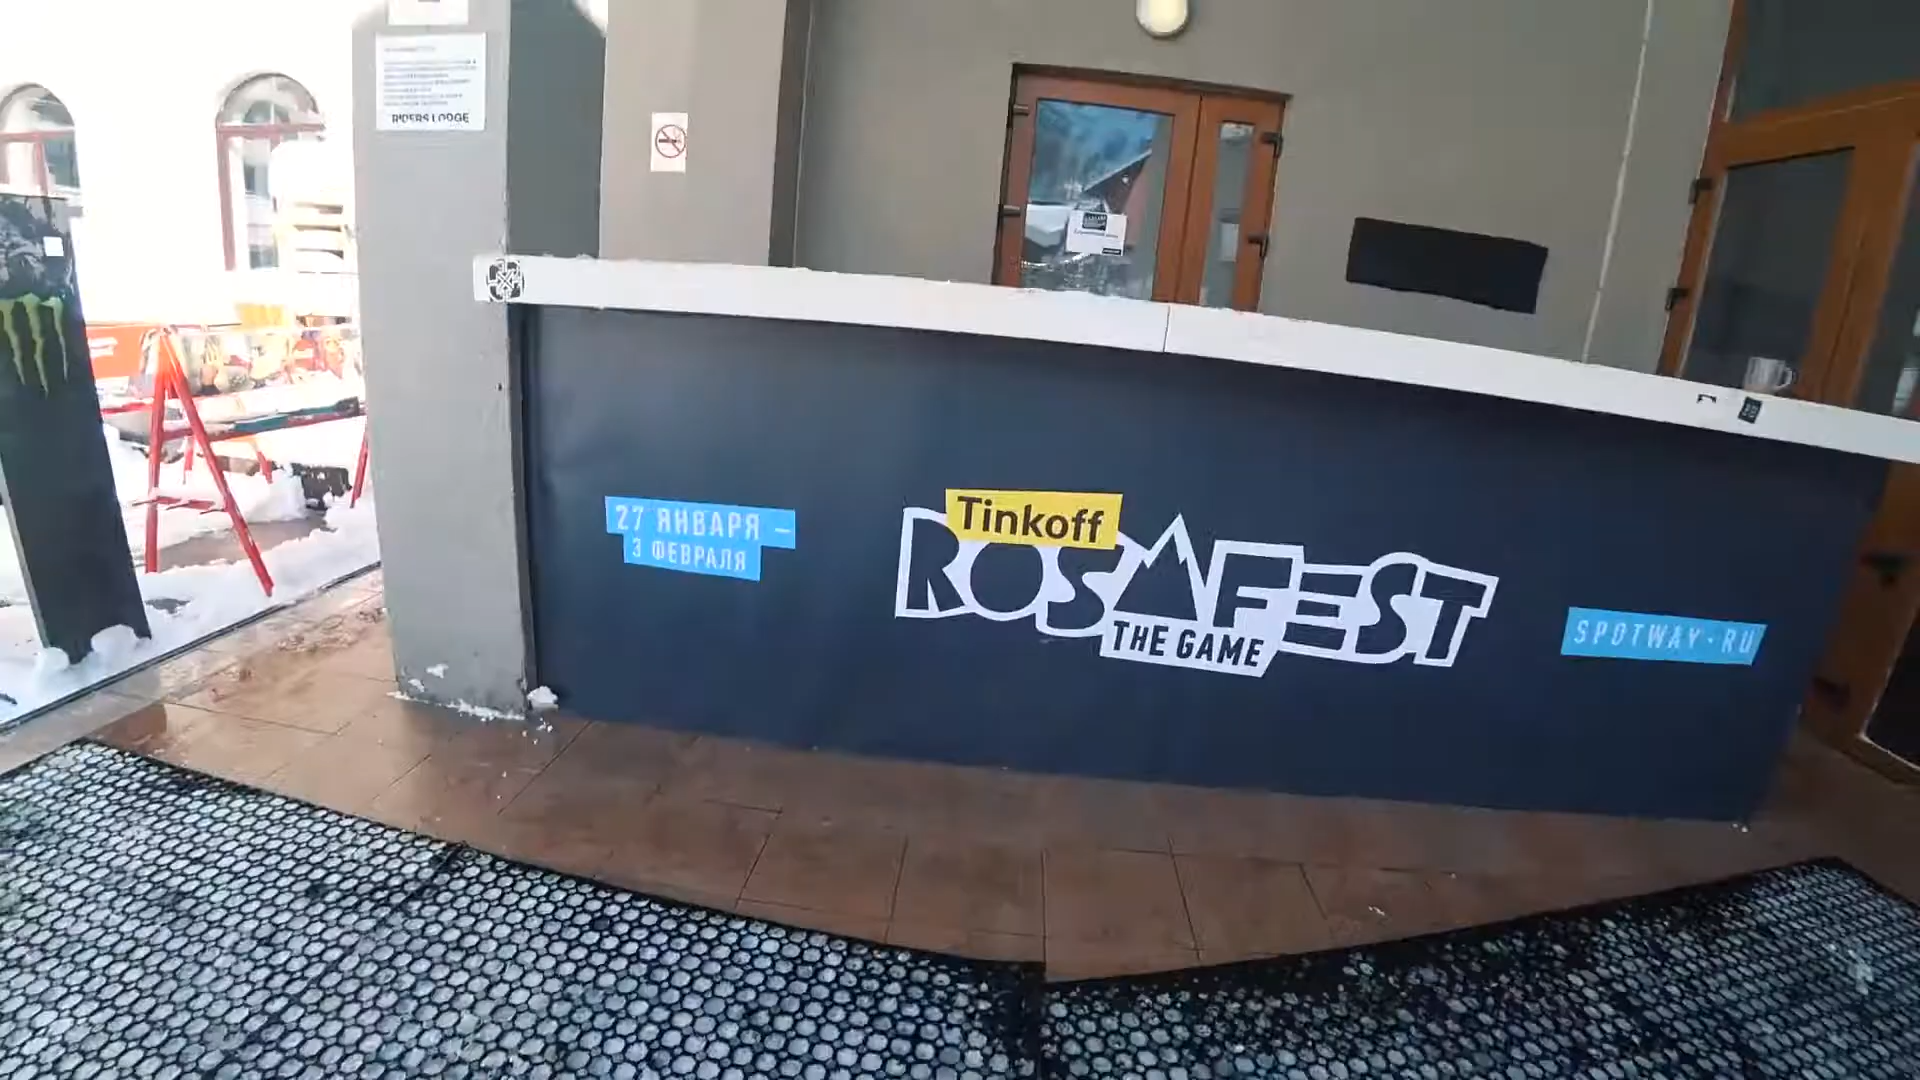 RIDERS LODGE
27 ЯНВАРЯ –
3 ФЕВРАЛЯ
Tinkoff
ROSAFEST
THE GAME
SPOTWAY.RU